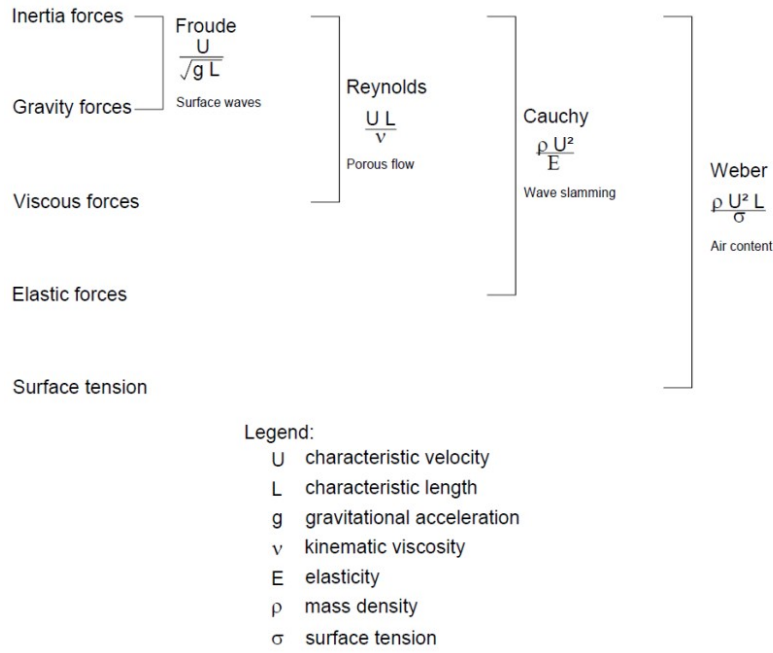 Inertia forces
Froude
U
√g L
Surface waves
Gravity forces
Reynolds
U L
ν
Porous flow
Cauchy
ρ U²
E
Wave slamming
Viscous forces
Weber
ρ U² L
σ
Air content
Elastic forces
Surface tension
Legend:
U characteristic velocity
L characteristic length
g gravitational acceleration
ν kinematic viscosity
E elasticity
ρ mass density
σ surface tension